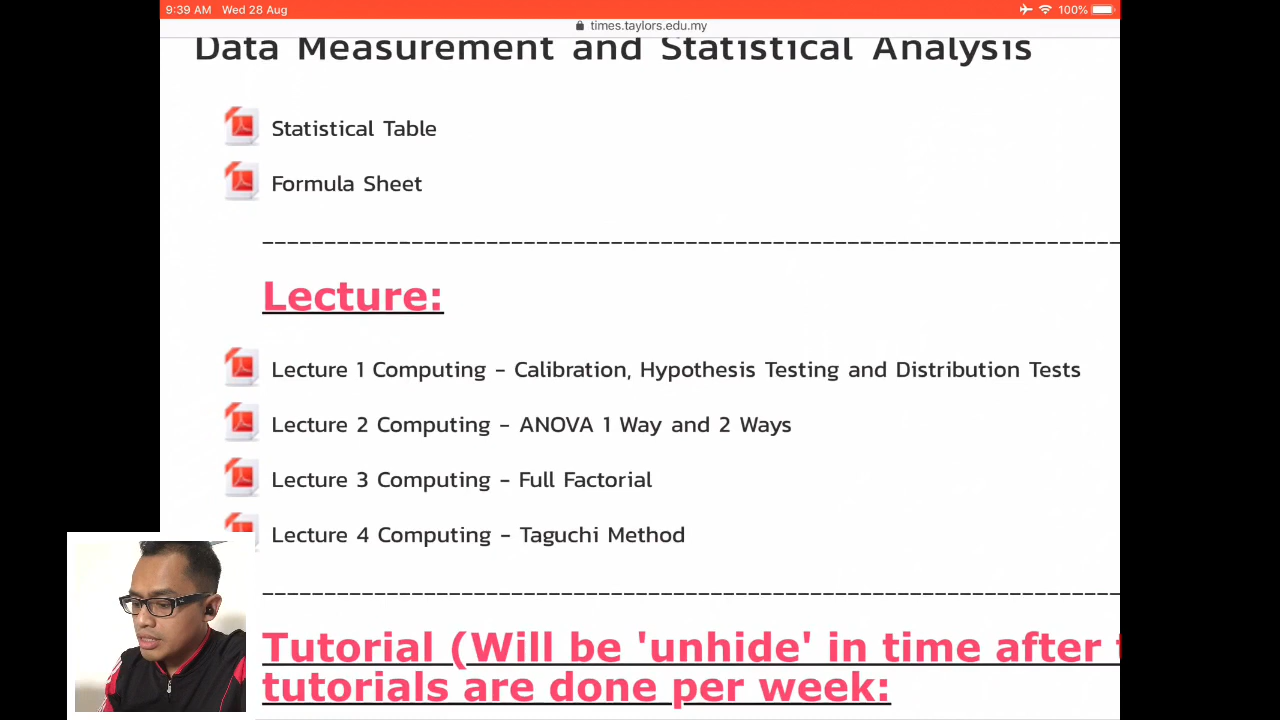 9:39 AM Wed 28 Aug 100%
times.taylors.edu.my
Data Measurement and Statistical Analysis
Statistical Table
Formula Sheet
--------------------------------------------------------------------
Lecture:
Lecture 1 Computing - Calibration, Hypothesis Testing and Distribution Tests
Lecture 2 Computing - ANOVA 1 Way and 2 Ways
Lecture 3 Computing - Full Factorial
Lecture 4 Computing - Taguchi Method
--------------------------------------------------------------------
Tutorial (Will be 'unhide' in time after
tutorials are done per week: